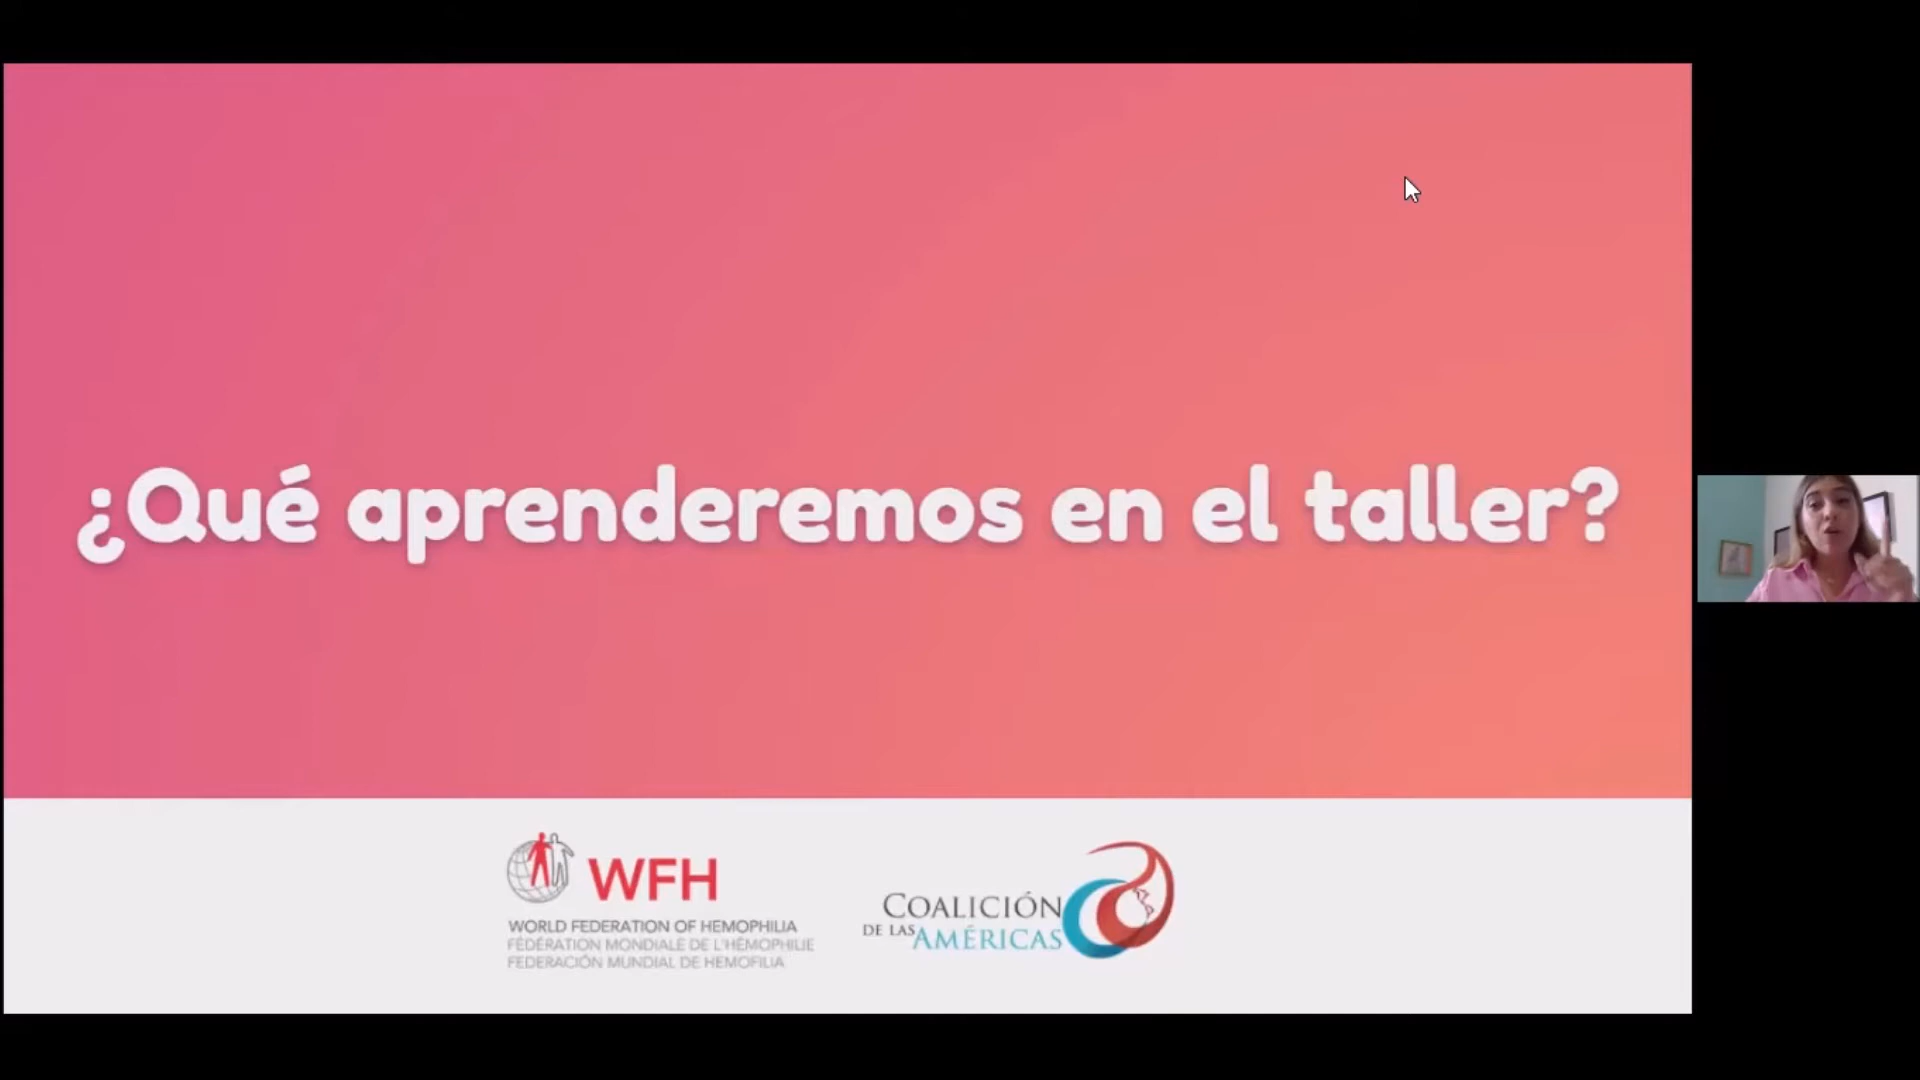 ¿Qué aprenderemos en el taller?
WFH
WORLD FEDERATION OF HEMOPHILIA
FÉDÉRATION MONDIALE DE L'HÉMOPHILIE
FEDERACIÓN MUNDIAL DE HEMOFILIA
COALICIÓN
DE LAS AMÉRICAS